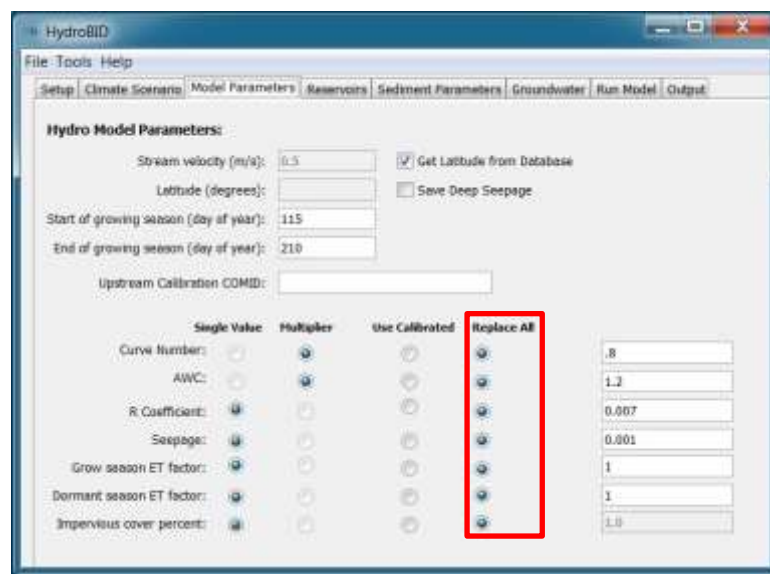 HydroBID
File Tools Help
Setup Climate Scenario Model Parameters Reservoirs Sediment Parameters Groundwater Run Model Output
Hydro Model Parameters:
Stream velocity (m/s): 0.5 Get Latitude from Database
Latitude (degrees): Save Deep Seepage
Start of growing season (day of year): 115
End of growing season (day of year): 210
Upstream Calibration COMID:
Single Value Multiplier Use Calibrated Replace All
Curve Number: .8
AWC: 1.2
R Coefficient: 0.007
Seepage: 0.001
Grow season ET factor: 1
Dormant season ET factor: 1
Impervious cover percent: 1.0